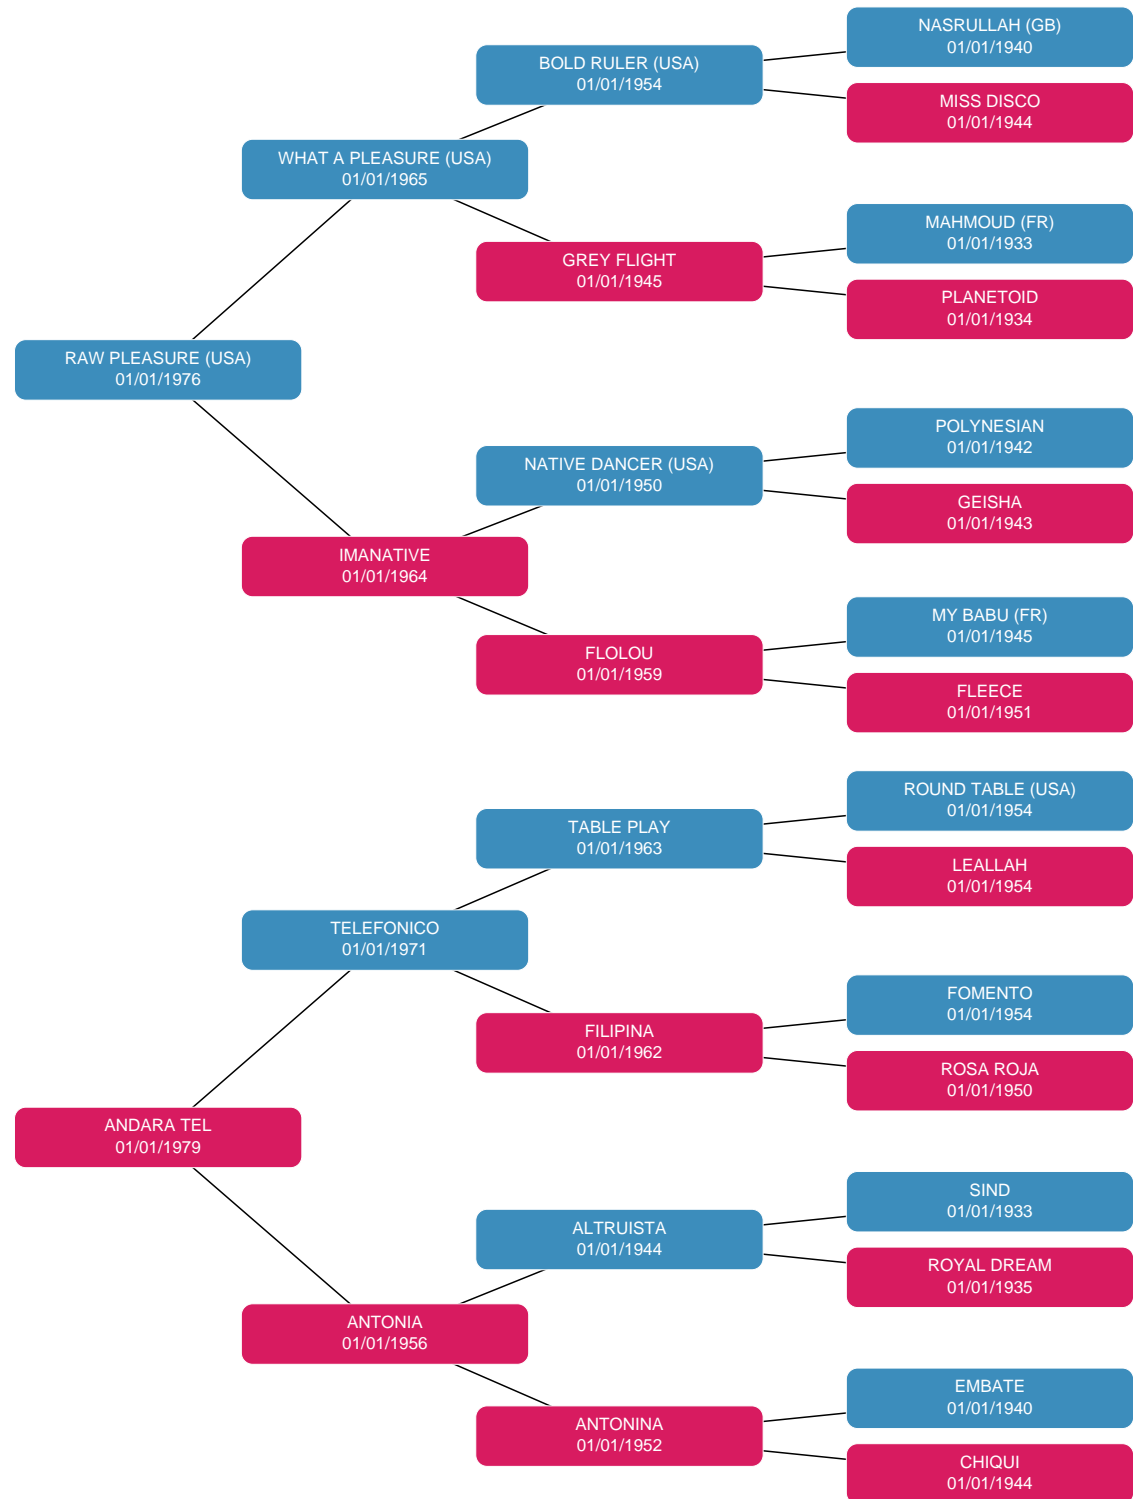 NASRULLAH (GB)
01/01/1940
BOLD RULER (USA)
01/01/1954
MISS DISCO
01/01/1944
WHAT A PLEASURE (USA)
01/01/1965
MAHMOUD (FR)
01/01/1933
GREY FLIGHT
01/01/1945
PLANETOID
01/01/1934
RAW PLEASURE (USA)
01/01/1976
POLYNESIAN
01/01/1942
NATIVE DANCER (USA)
01/01/1950
GEISHA
01/01/1943
IMANATIVE
01/01/1964
MY BABU (FR)
01/01/1945
FLOLOU
01/01/1959
FLEECE
01/01/1951
ROUND TABLE (USA)
01/01/1954
TABLE PLAY
01/01/1963
LEALLAH
01/01/1954
TELEFONICO
01/01/1971
FOMENTO
01/01/1954
FILIPINA
01/01/1962
ROSA ROJA
01/01/1950
ANDARA TEL
01/01/1979
SIND
01/01/1933
ALTRUISTA
01/01/1944
ROYAL DREAM
01/01/1935
ANTONIA
01/01/1956
EMBATE
01/01/1940
ANTONINA
01/01/1952
CHIQUI
01/01/1944